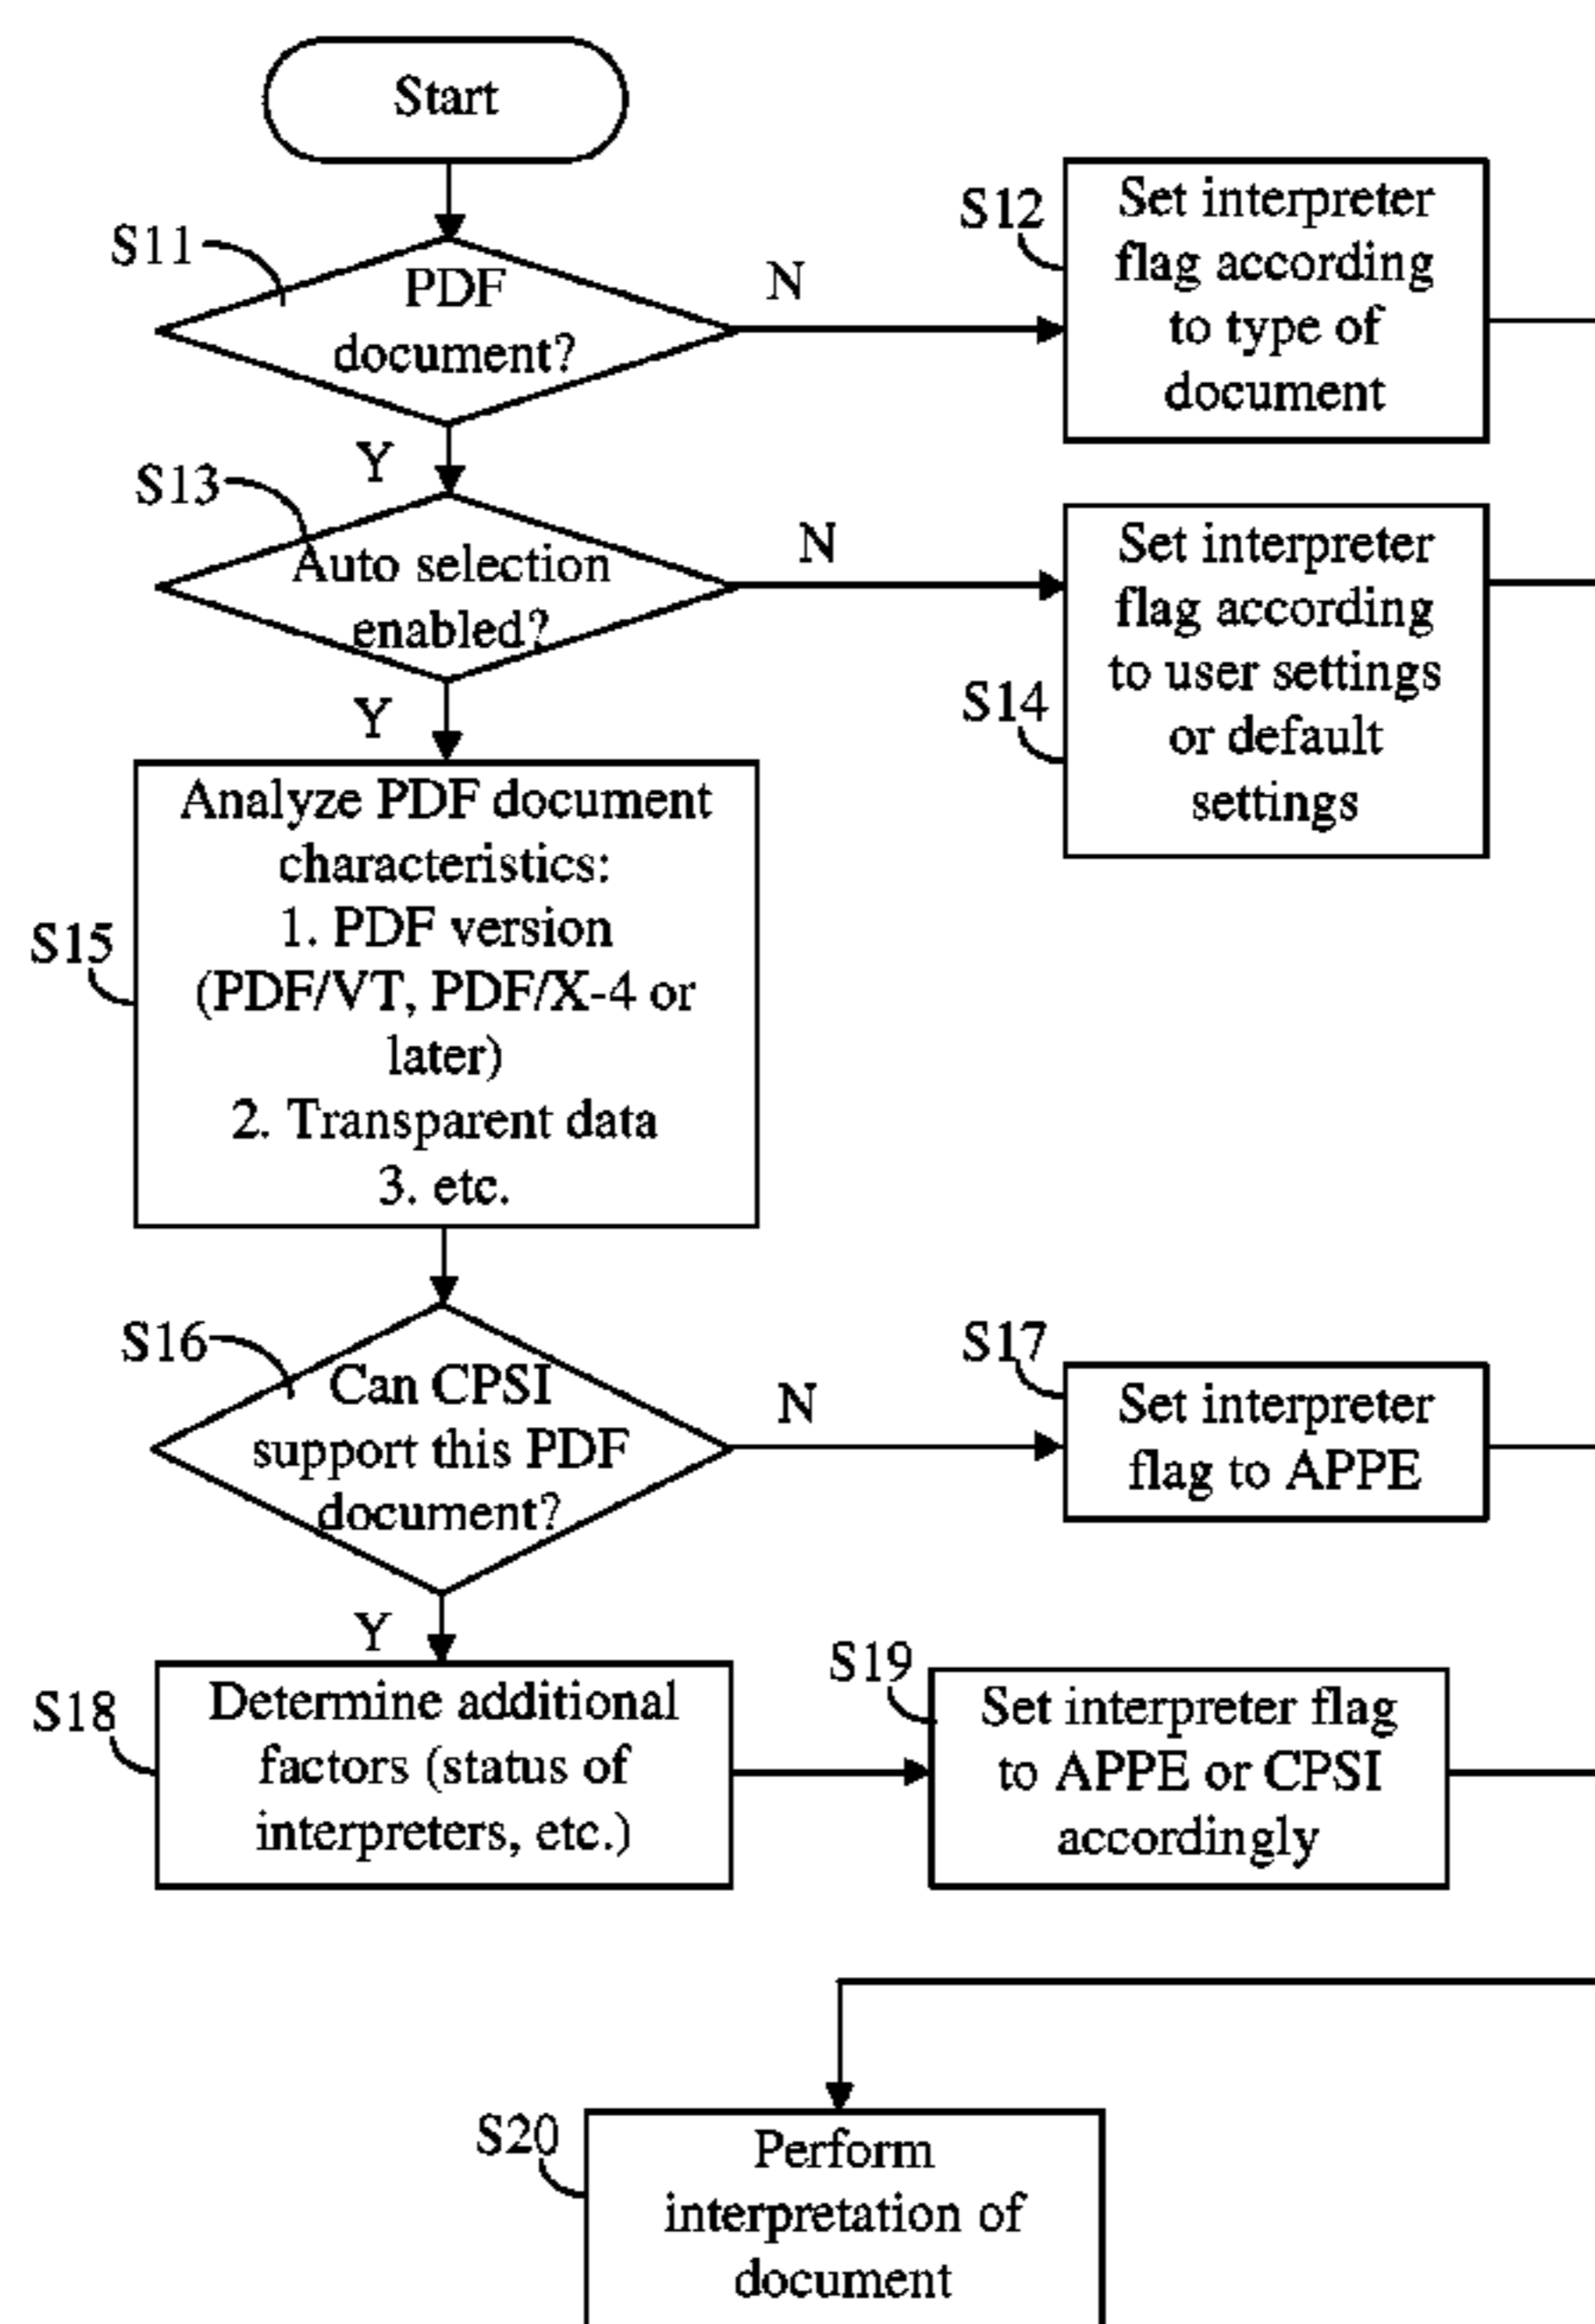 Start
S11
PDF
document?
N
S12
Set interpreter
flag according
to type of
document
Y
S13
Auto selection
enabled?
N
S14
Set interpreter
flag according
to user settings
or default
settings
Y
S15
Analyze PDF document
characteristics:
1. PDF version
(PDF/VT, PDF/X-4 or
later)
2. Transparent data
3. etc.
S16
Can CPSI
support this PDF
document?
N
S17
Set interpreter
flag to APPE
Y
S18
Determine additional
factors (status of
interpreters, etc.)
S19
Set interpreter flag
to APPE or CPSI
accordingly
S20
Perform
interpretation of
document